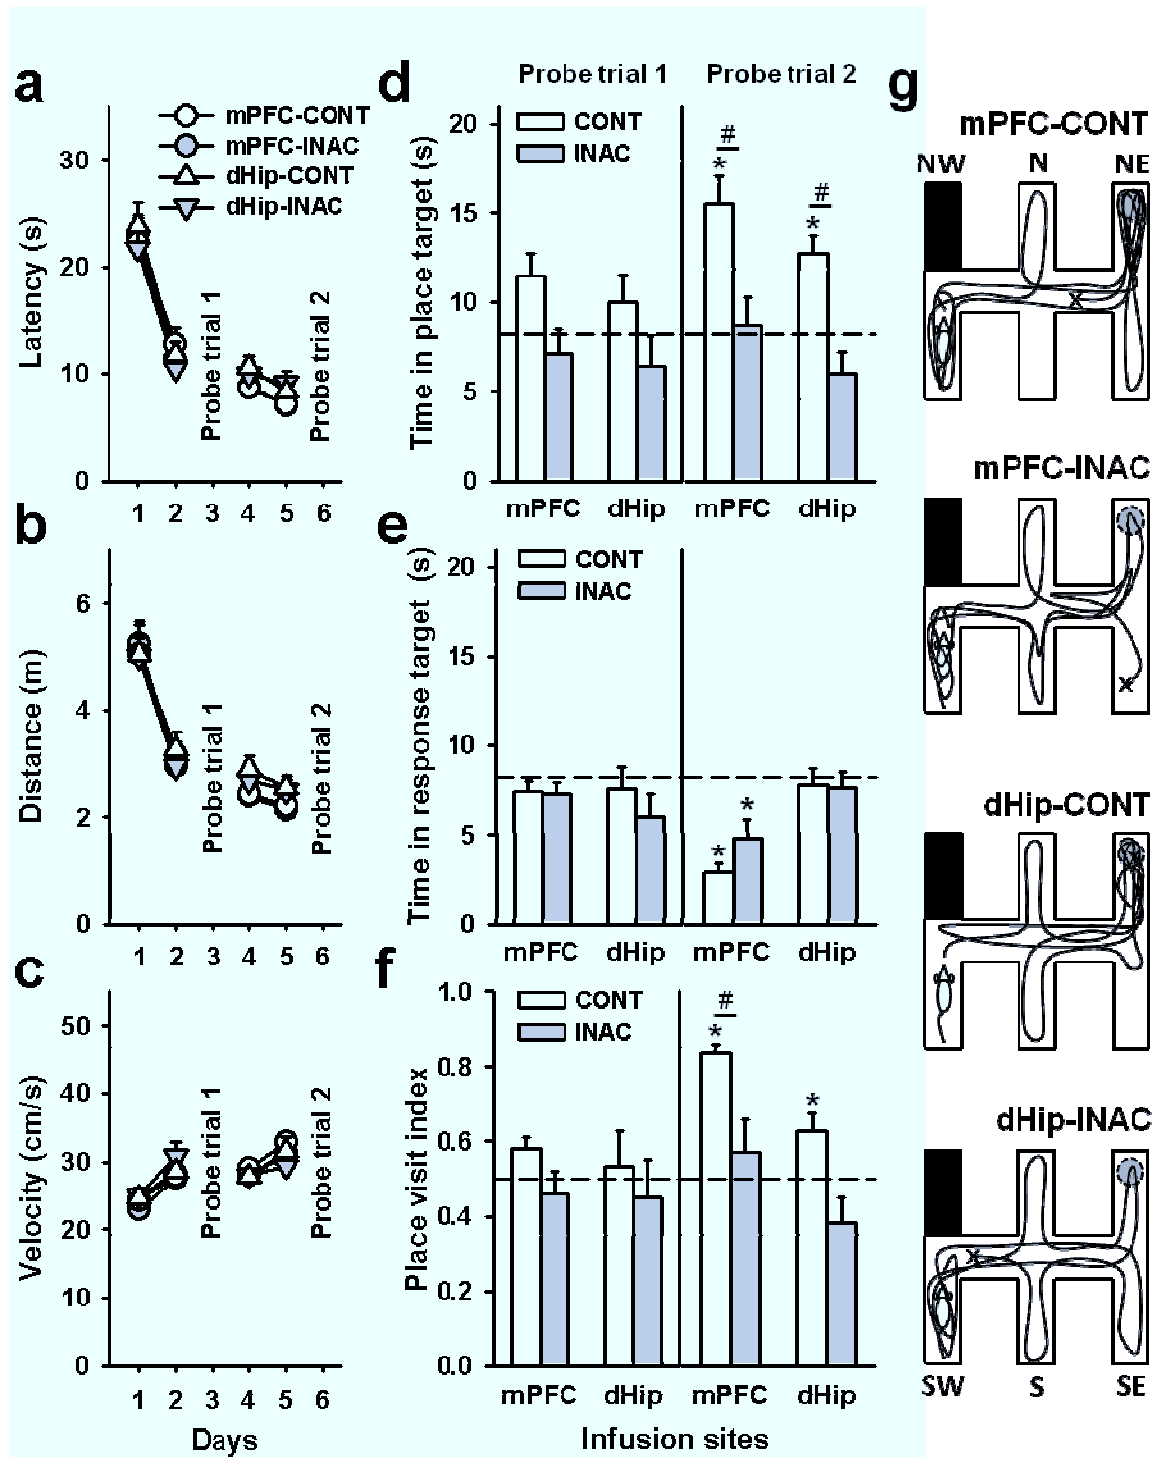 a
mPFC-CONT
mPFC-INAC
dHip-CONT
dHip-INAC
Latency (s)
30
20
10
0
Probe trial 1
Probe trial 2
1 2 3 4 5 6
b
Distance (m)
6
4
2
0
Probe trial 1
Probe trial 2
1 2 3 4 5 6
c
Velocity (cm/s)
50
40
30
20
10
0
Probe trial 1
Probe trial 2
1 2 3 4 5 6
Days
d
Probe trial 1 Probe trial 2
CONT
INAC
Time in place target (s)
20
15
10
5
0
# *
# *
mPFC dHip mPFC dHip
e
CONT
INAC
Time in response target (s)
20
15
10
5
0
* *
mPFC dHip mPFC dHip
f
CONT
INAC
Place visit index
1.0
0.8
0.6
0.4
0.2
0.0
# *
*
mPFC dHip mPFC dHip
Infusion sites
g
mPFC-CONT
NW N NE
x
mPFC-INAC
x
dHip-CONT
dHip-INAC
x
SW S SE